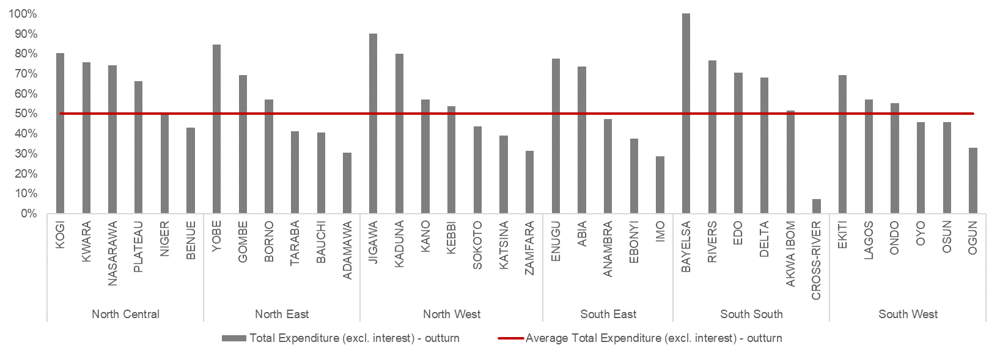 100%
90%
80%
70%
60%
50%
40%
30%
20%
10%
0%
KOGI
KWARA
NASARAWA
PLATEAU
NIGER
BENUE
YOBE
GOMBE
BORNO
TARABA
BAUCHI
ADAMAWA
JIGAWA
KADUNA
KANO
KEBBI
SOKOTO
KATSINA
ZAMFARA
ENUGU
ABIA
ANAMBRA
EBONYI
IMO
BAYELSA
RIVERS
EDO
DELTA
AKWA IBOM
CROSS-RIVER
EKITI
LAGOS
ONDO
OYO
OSUN
OGUN
North Central
North East
North West
South East
South South
South West
Total Expenditure (excl. interest) - outturn
Average Total Expenditure (excl. interest) - outturn